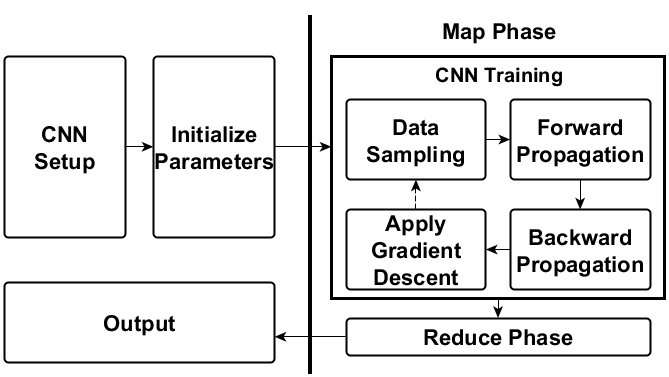 Map Phase
CNN Training
CNN
Setup
Initialize
Parameters
Data
Sampling
Forward
Propagation
Apply
Gradient
Descent
Backward
Propagation
Output
Reduce Phase